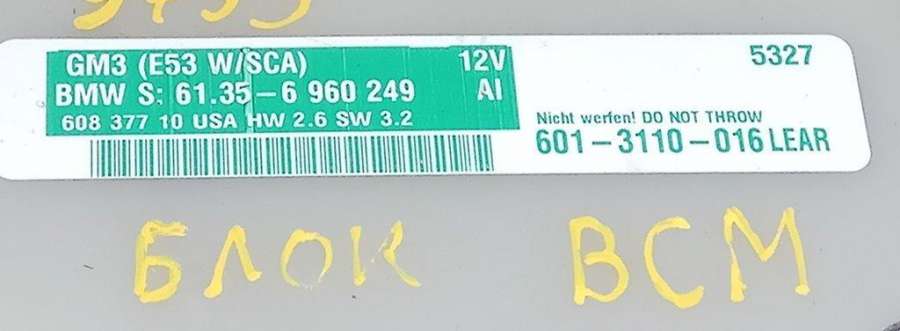 GM3 (E53 W/SCA) 12V
BMW S: 61.35-6 960 249 AI
608 377 10 USA HW 2.6 SW 3.2
5327
Nicht werfen! DO NOT THROW
601-3110-016 LEAR
БЛОК BCM